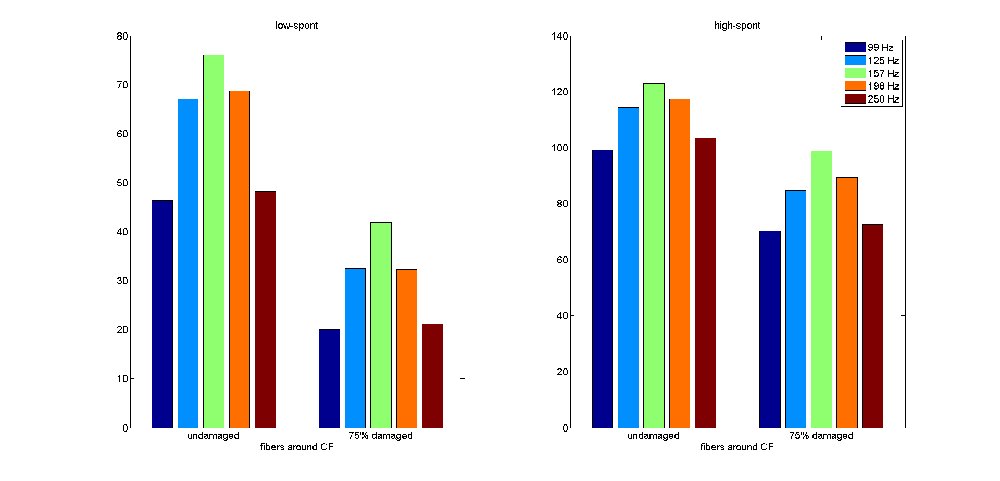 low-spont
80
70
60
50
40
30
20
10
0
undamaged
75% damaged
fibers around CF
high-spont
140
120
100
80
60
40
20
0
undamaged
75% damaged
fibers around CF
99 Hz
125 Hz
157 Hz
198 Hz
250 Hz